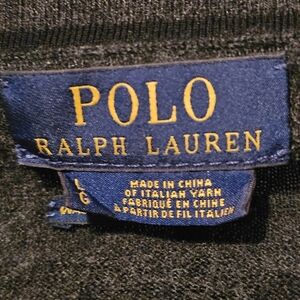 POLO
RALPH LAUREN
L
G
MADE IN CHINA
OF ITALIAN YARN
FABRIQUÉ EN CHINE
À PARTIR DE FIL ITALIEN